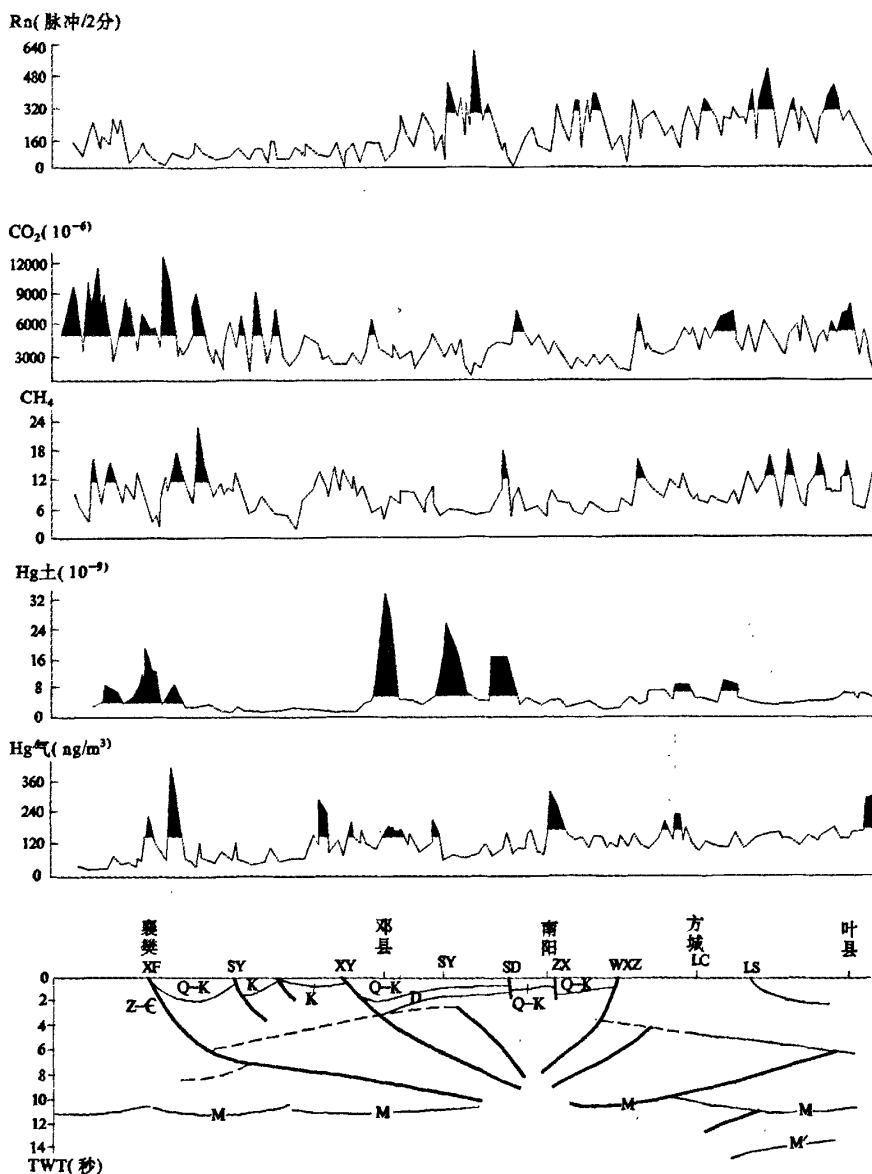 Rn(脉冲/2分)
640
480
320
160
0
CO₂(10⁻⁶)
12000
9000
6000
3000
CH₄
24
18
12
6
0
Hg土(10⁻⁹)
32
24
16
8
0
Hg气(ng/m³)
360
240
120
0
襄樊 邓县 南阳 方城 叶县
XF SY XY SY SD ZX WXZ LC LS
0 Q-K K Q-K Q-K
2 Z-Є K D Q-K
4
6
8
10 M M M M
12
14 M′
TWT(秒)